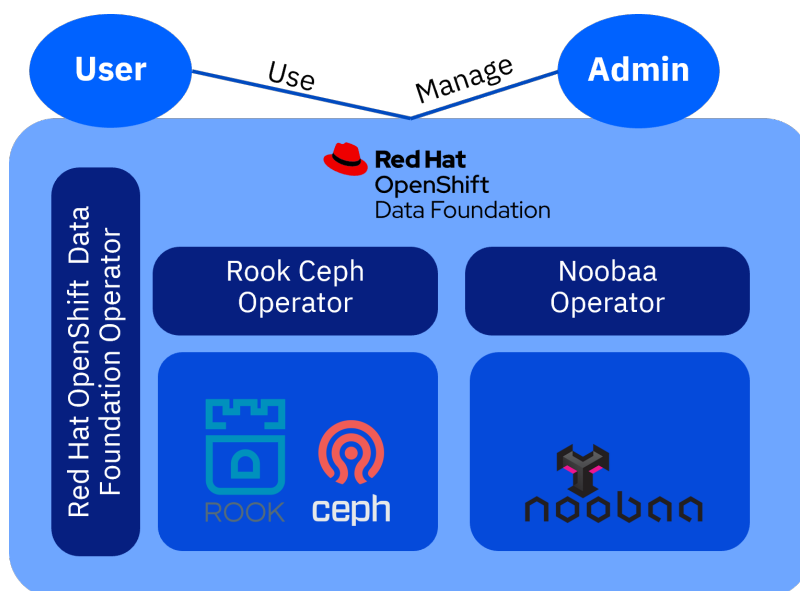 User
Use
Manage
Admin
Red Hat
OpenShift
Data Foundation
Red Hat OpenShift Data
Foundation Operator
Rook Ceph
Operator
Noobaa
Operator
ROOK
ceph
noobaa